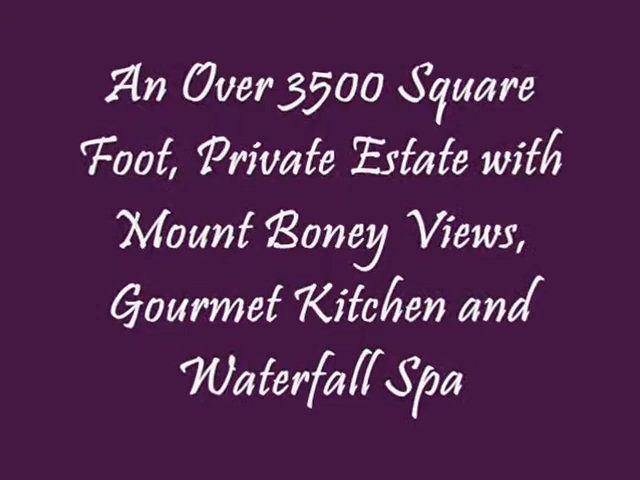 An Over 3500 Square
Foot, Private Estate with
Mount Boney Views,
Gourmet Kitchen and
Waterfall Spa